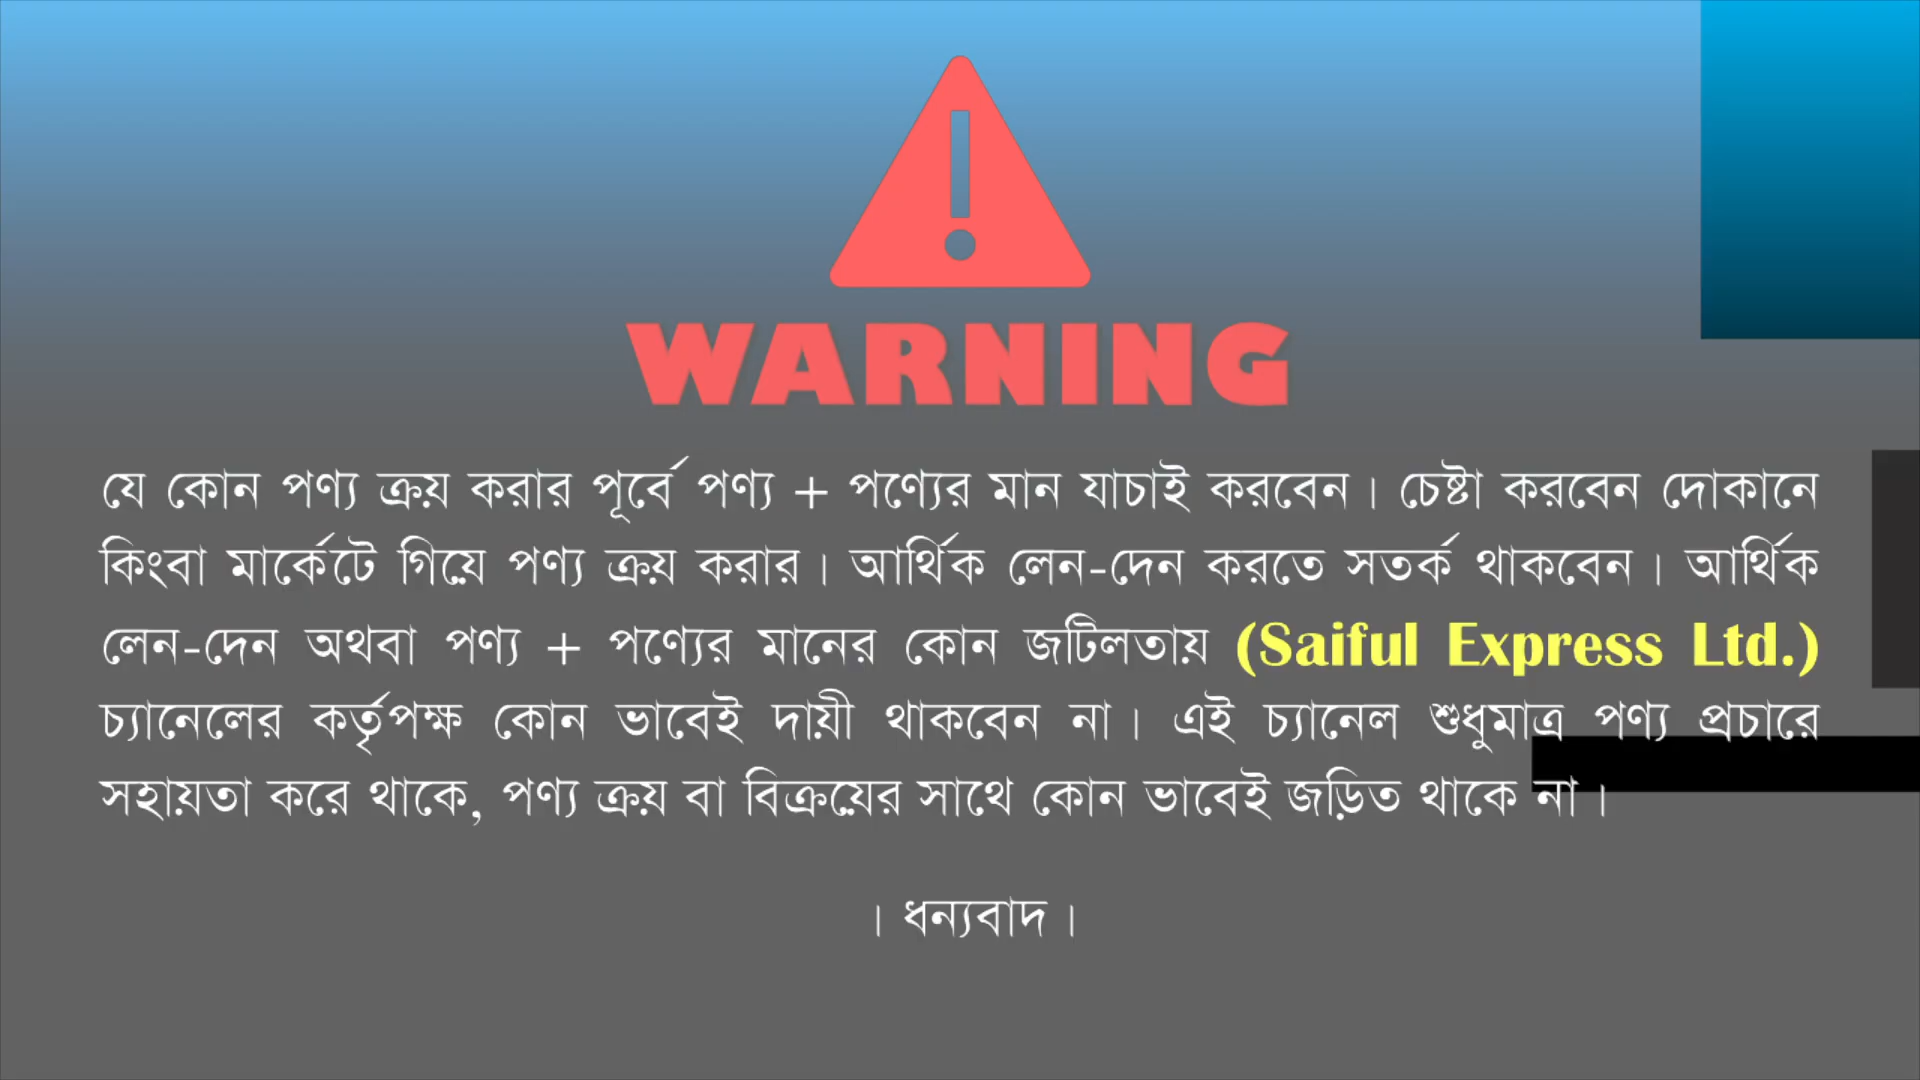 WARNING
যে কোন পণ্য ক্রয় করার পূর্বে পণ্য + পণ্যের মান যাচাই করবেন। চেষ্টা করবেন দোকানে
কিংবা মার্কেটে গিয়ে পণ্য ক্রয় করার। আর্থিক লেন-দেন করতে সতর্ক থাকবেন। আর্থিক
লেন-দেন অথবা পণ্য + পণ্যের মানের কোন জটিলতায় (Saiful Express Ltd.)
চ্যানেলের কর্তৃপক্ষ কোন ভাবেই দায়ী থাকবেন না। এই চ্যানেল শুধুমাত্র পণ্য প্রচারে
সহায়তা করে থাকে, পণ্য ক্রয় বা বিক্রয়ের সাথে কোন ভাবেই জড়িত থাকে না।
। ধন্যবাদ ।